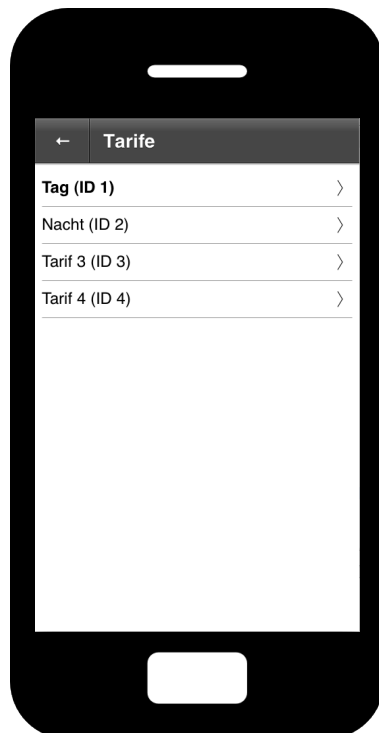 ← Tarife
Tag (ID 1)
Nacht (ID 2)
Tarif 3 (ID 3)
Tarif 4 (ID 4)